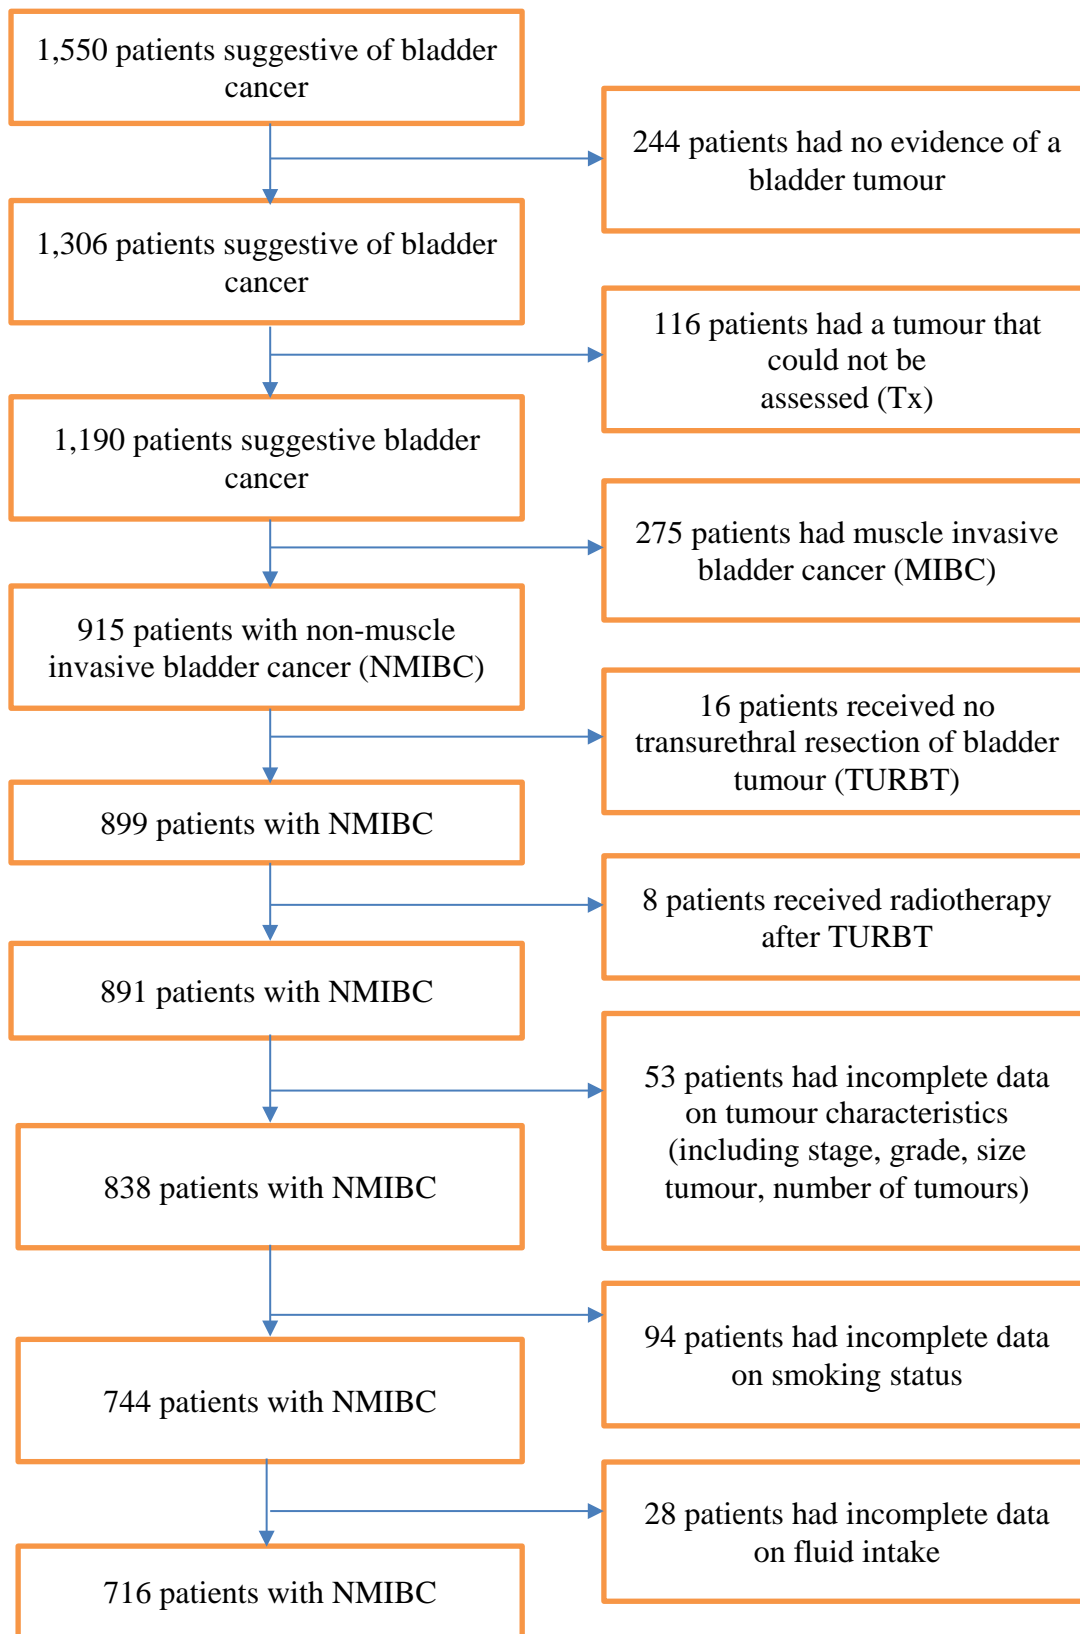 1,550 patients suggestive of bladder
cancer
244 patients had no evidence of a
bladder tumour
1,306 patients suggestive of bladder
cancer
116 patients had a tumour that
could not be
assessed (Tx)
1,190 patients suggestive bladder
cancer
275 patients had muscle invasive
bladder cancer (MIBC)
915 patients with non-muscle
invasive bladder cancer (NMIBC)
16 patients received no
transurethral resection of bladder
tumour (TURBT)
899 patients with NMIBC
8 patients received radiotherapy
after TURBT
891 patients with NMIBC
53 patients had incomplete data
on tumour characteristics
(including stage, grade, size
tumour, number of tumours)
838 patients with NMIBC
94 patients had incomplete data
on smoking status
744 patients with NMIBC
28 patients had incomplete data
on fluid intake
716 patients with NMIBC